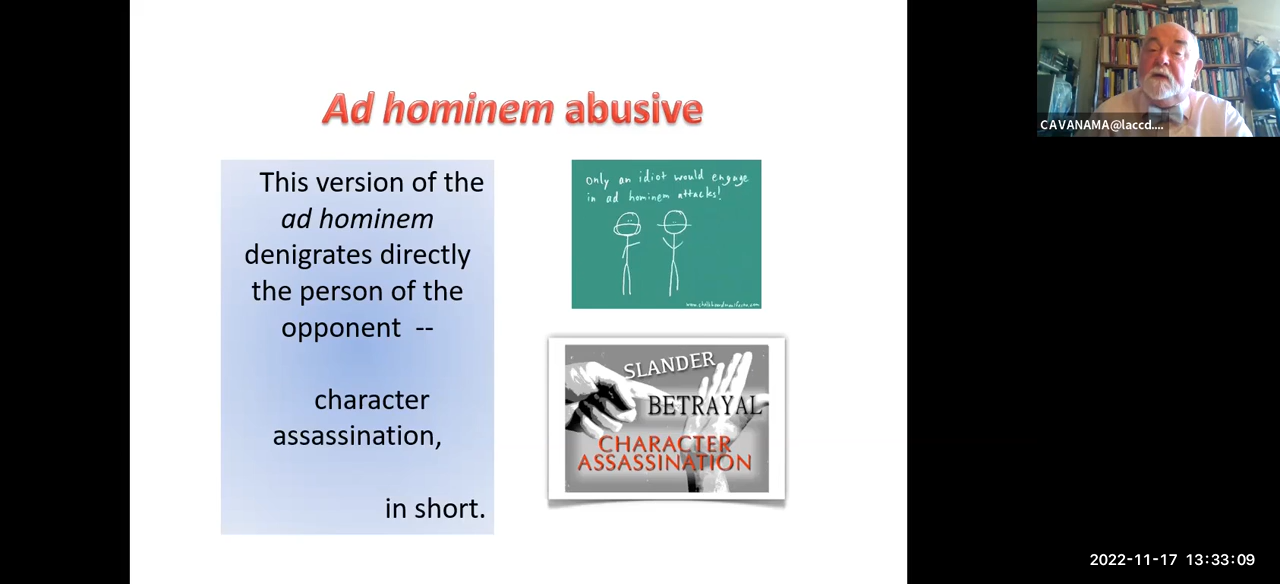 Ad hominem abusive
This version of the
ad hominem
denigrates directly
the person of the
opponent --
character
assassination,
in short.
Only an idiot would engage
in ad hominem attacks!
SLANDER
BETRAYAL
CHARACTER
ASSASSINATION
CAVANAMA@laccd....
2022-11-17 13:33:09